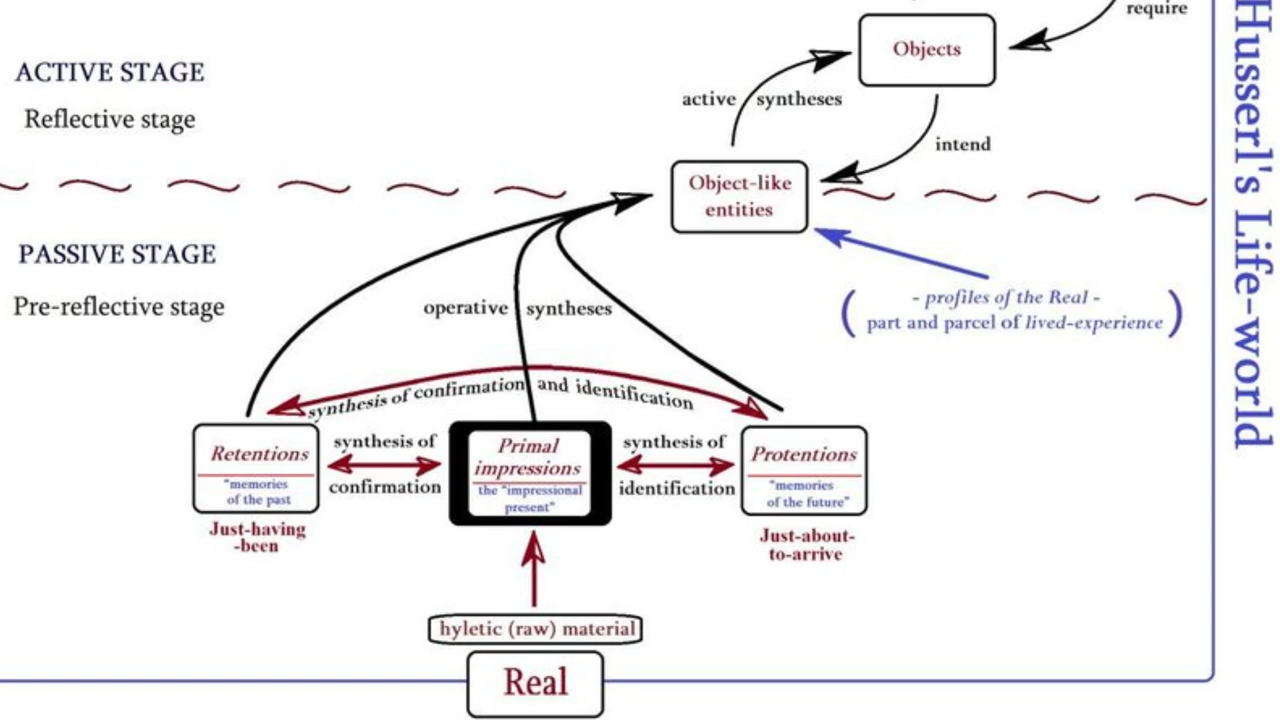 require
Objects
ACTIVE STAGE
Reflective stage
active syntheses
intend
Object-like
entities
PASSIVE STAGE
Pre-reflective stage
operative syntheses
- profiles of the Real -
( part and parcel of lived-experience )
synthesis of confirmation and identification
Retentions
"memories
of the past
Just-having
-been
synthesis of
confirmation
Primal
impressions
the "impressional
present"
synthesis of
identification
Protentions
"memories
of the future"
Just-about-
to-arrive
hyletic (raw) material
Real
Husserl's Life-world